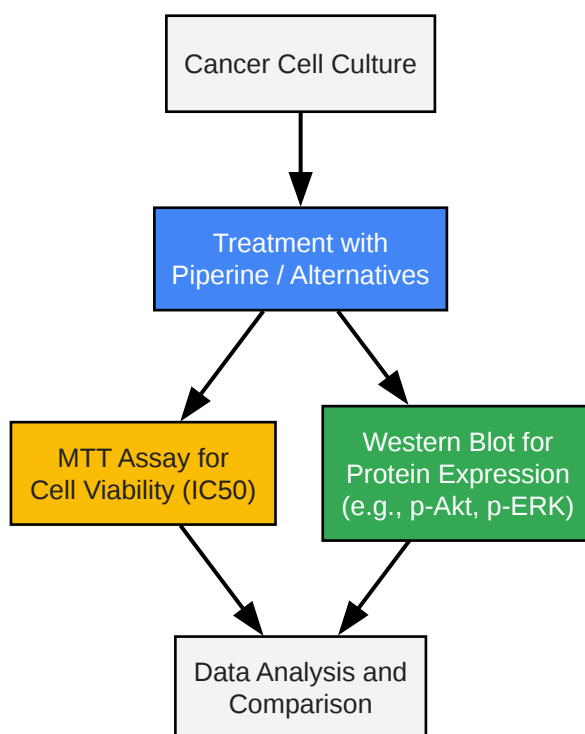 Cancer Cell Culture
Treatment with
Piperine / Alternatives
MTT Assay for
Cell Viability (IC50)
Western Blot for
Protein Expression
(e.g., p-Akt, p-ERK)
Data Analysis and
Comparison